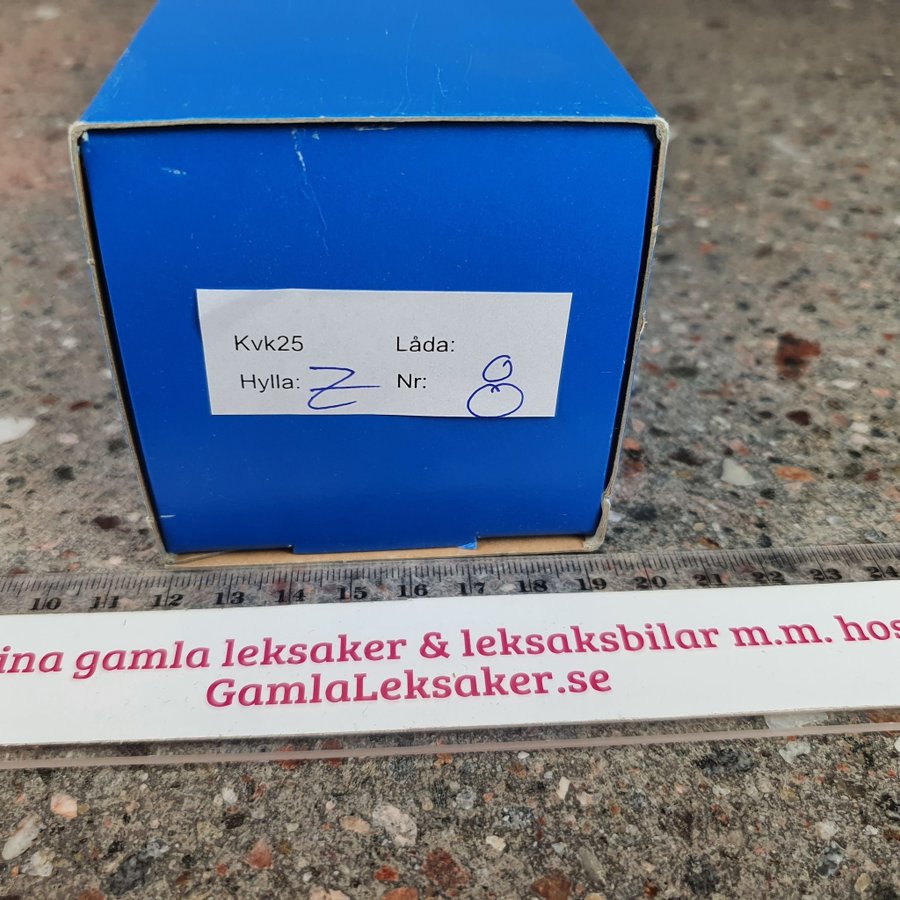 Kvk25 Låda:
Hylla: Z Nr: 8
10 11 12 13 14 15 16 17 18 19 20 21 22 23 24
ina gamla leksaker & leksaksbilar m.m. hos
GamlaLeksaker.se